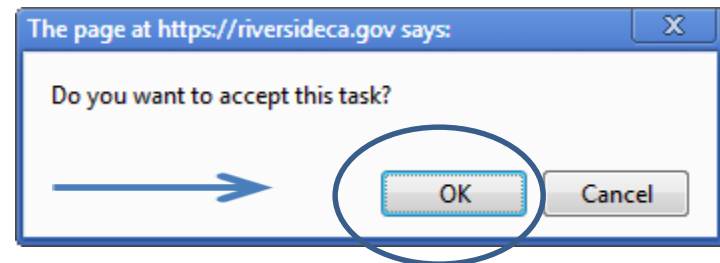 The page at https://riversideca.gov says:
X
Do you want to accept this task?
OK Cancel